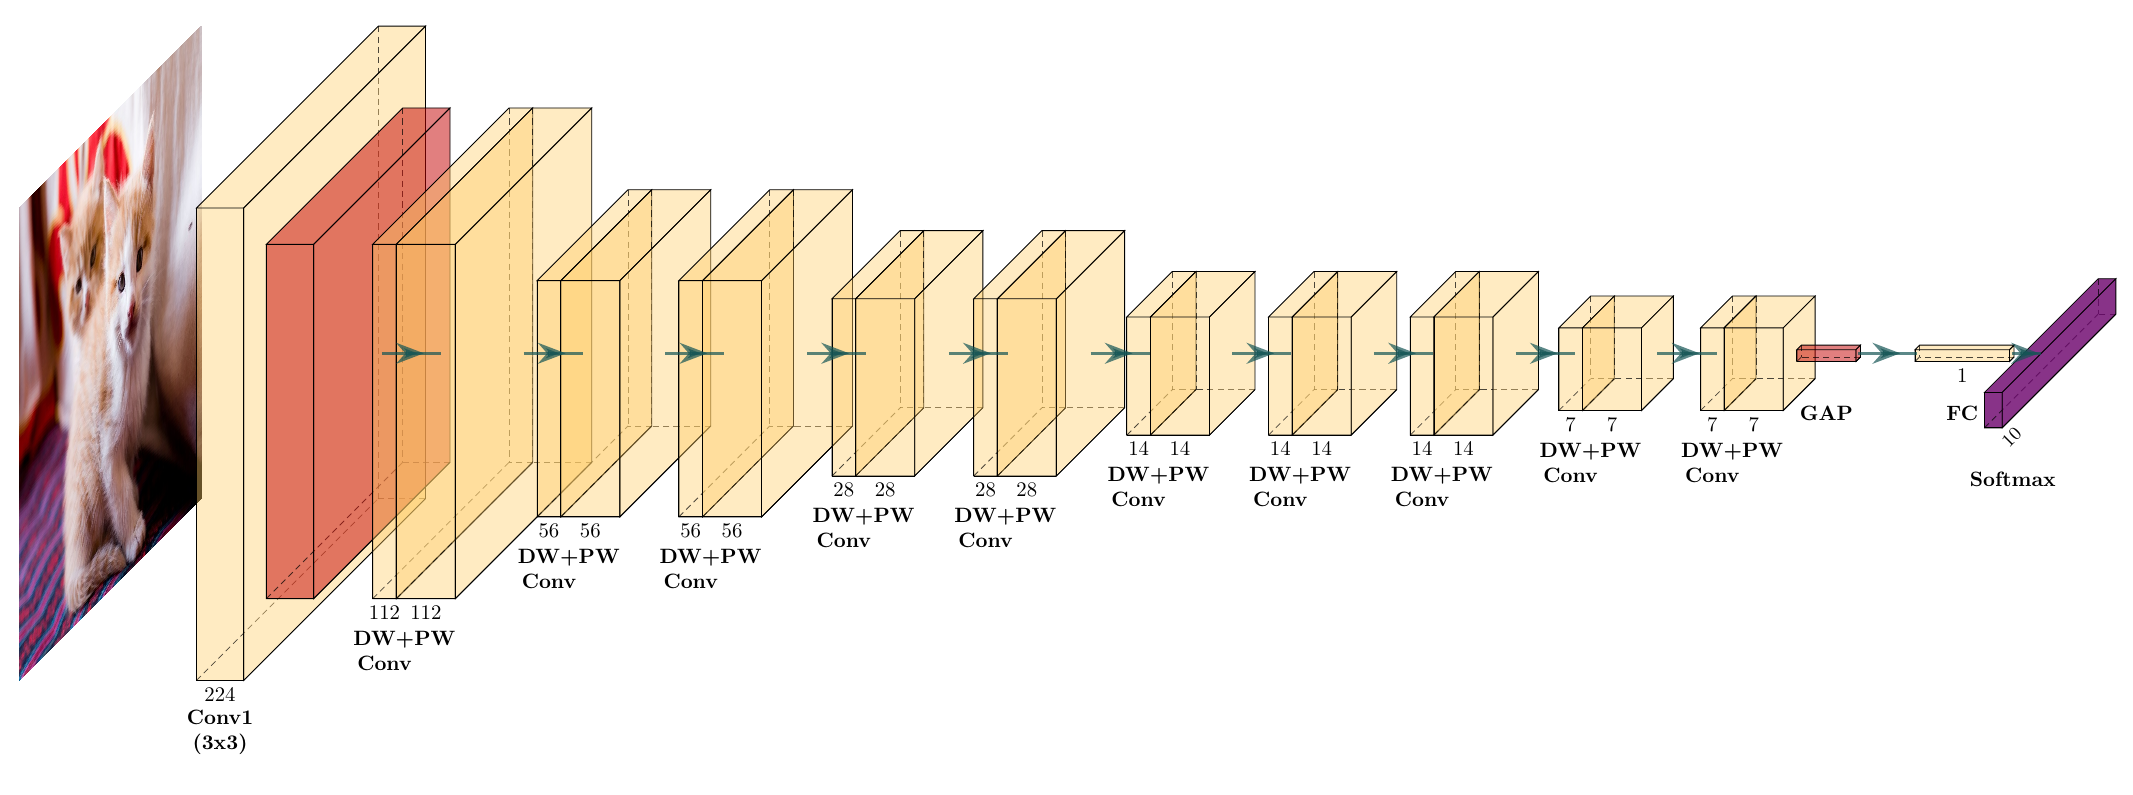 224
Conv1
(3x3)
112 112
DW+PW
Conv
56 56
DW+PW
Conv
56 56
DW+PW
Conv
28 28
DW+PW
Conv
28 28
DW+PW
Conv
14 14
DW+PW
Conv
14 14
DW+PW
Conv
14 14
DW+PW
Conv
7 7
DW+PW
Conv
7 7
DW+PW
Conv
GAP
1
FC
10
Softmax